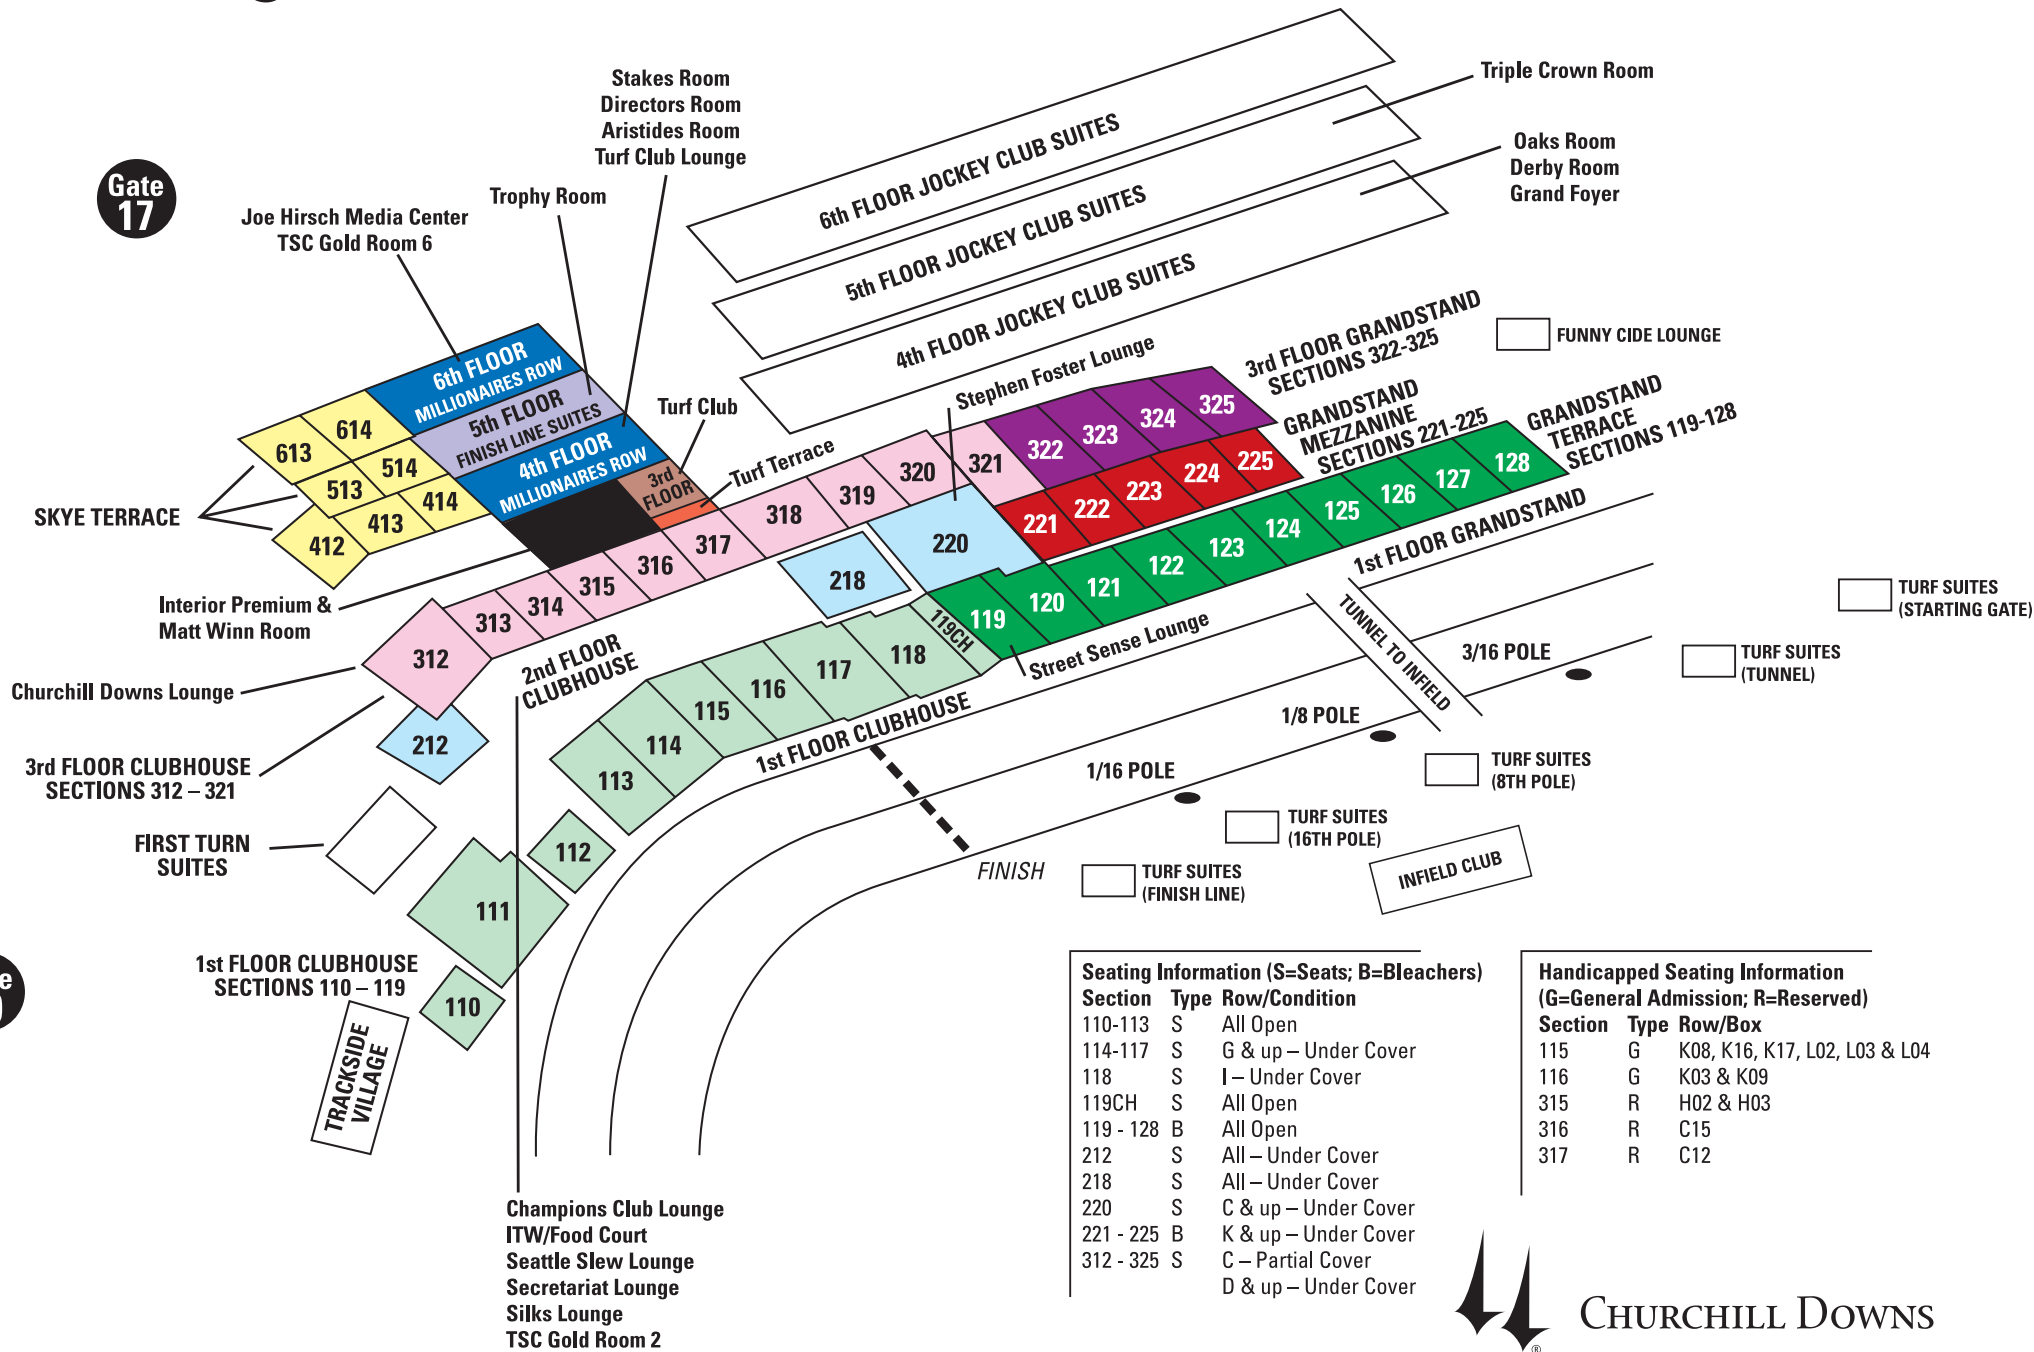 Stakes Room
Directors Room
Aristides Room
Turf Club Lounge
Triple Crown Room
Oaks Room
Derby Room
Grand Foyer
Gate
17
Trophy Room
Joe Hirsch Media Center
TSC Gold Room 6
6th FLOOR JOCKEY CLUB SUITES
5th FLOOR JOCKEY CLUB SUITES
4th FLOOR JOCKEY CLUB SUITES
6th FLOOR
MILLIONAIRES ROW
5th FLOOR
FINISH LINE SUITES
4th FLOOR
MILLIONAIRES ROW
3rd
FLOOR
Turf Club
Turf Terrace
Stephen Foster Lounge
3rd FLOOR GRANDSTAND
SECTIONS 322-325
FUNNY CIDE LOUNGE
GRANDSTAND
MEZZANINE
SECTIONS 221-225
GRANDSTAND
TERRACE
SECTIONS 119-128
613
614
513
514
412
413
414
SKYE TERRACE
312
313
314
315
316
317
318
319
320
321
322
323
324
325
221
222
223
224
225
220
218
212
119
120
121
122
123
124
125
126
127
128
119CH
118
117
116
115
114
113
112
111
110
Interior Premium &
Matt Winn Room
Churchill Downs Lounge
3rd FLOOR CLUBHOUSE
SECTIONS 312 – 321
FIRST TURN
SUITES
1st FLOOR CLUBHOUSE
SECTIONS 110 – 119
e
TRACKSIDE
VILLAGE
2nd FLOOR
CLUBHOUSE
1st FLOOR CLUBHOUSE
Street Sense Lounge
1st FLOOR GRANDSTAND
TUNNEL TO INFIELD
3/16 POLE
1/8 POLE
1/16 POLE
FINISH
TURF SUITES
(STARTING GATE)
TURF SUITES
(TUNNEL)
TURF SUITES
(8TH POLE)
TURF SUITES
(16TH POLE)
TURF SUITES
(FINISH LINE)
INFIELD CLUB
Champions Club Lounge
ITW/Food Court
Seattle Slew Lounge
Secretariat Lounge
Silks Lounge
TSC Gold Room 2
Seating Information (S=Seats; B=Bleachers)
Section Type Row/Condition
110-113 S All Open
114-117 S G & up – Under Cover
118 S I – Under Cover
119CH S All Open
119 - 128 B All Open
212 S All – Under Cover
218 S All – Under Cover
220 S C & up – Under Cover
221 - 225 B K & up – Under Cover
312 - 325 S C – Partial Cover
D & up – Under Cover
Handicapped Seating Information
(G=General Admission; R=Reserved)
Section Type Row/Box
115 G K08, K16, K17, L02, L03 & L04
116 G K03 & K09
315 R H02 & H03
316 R C15
317 R C12
®
CHURCHILL DOWNS